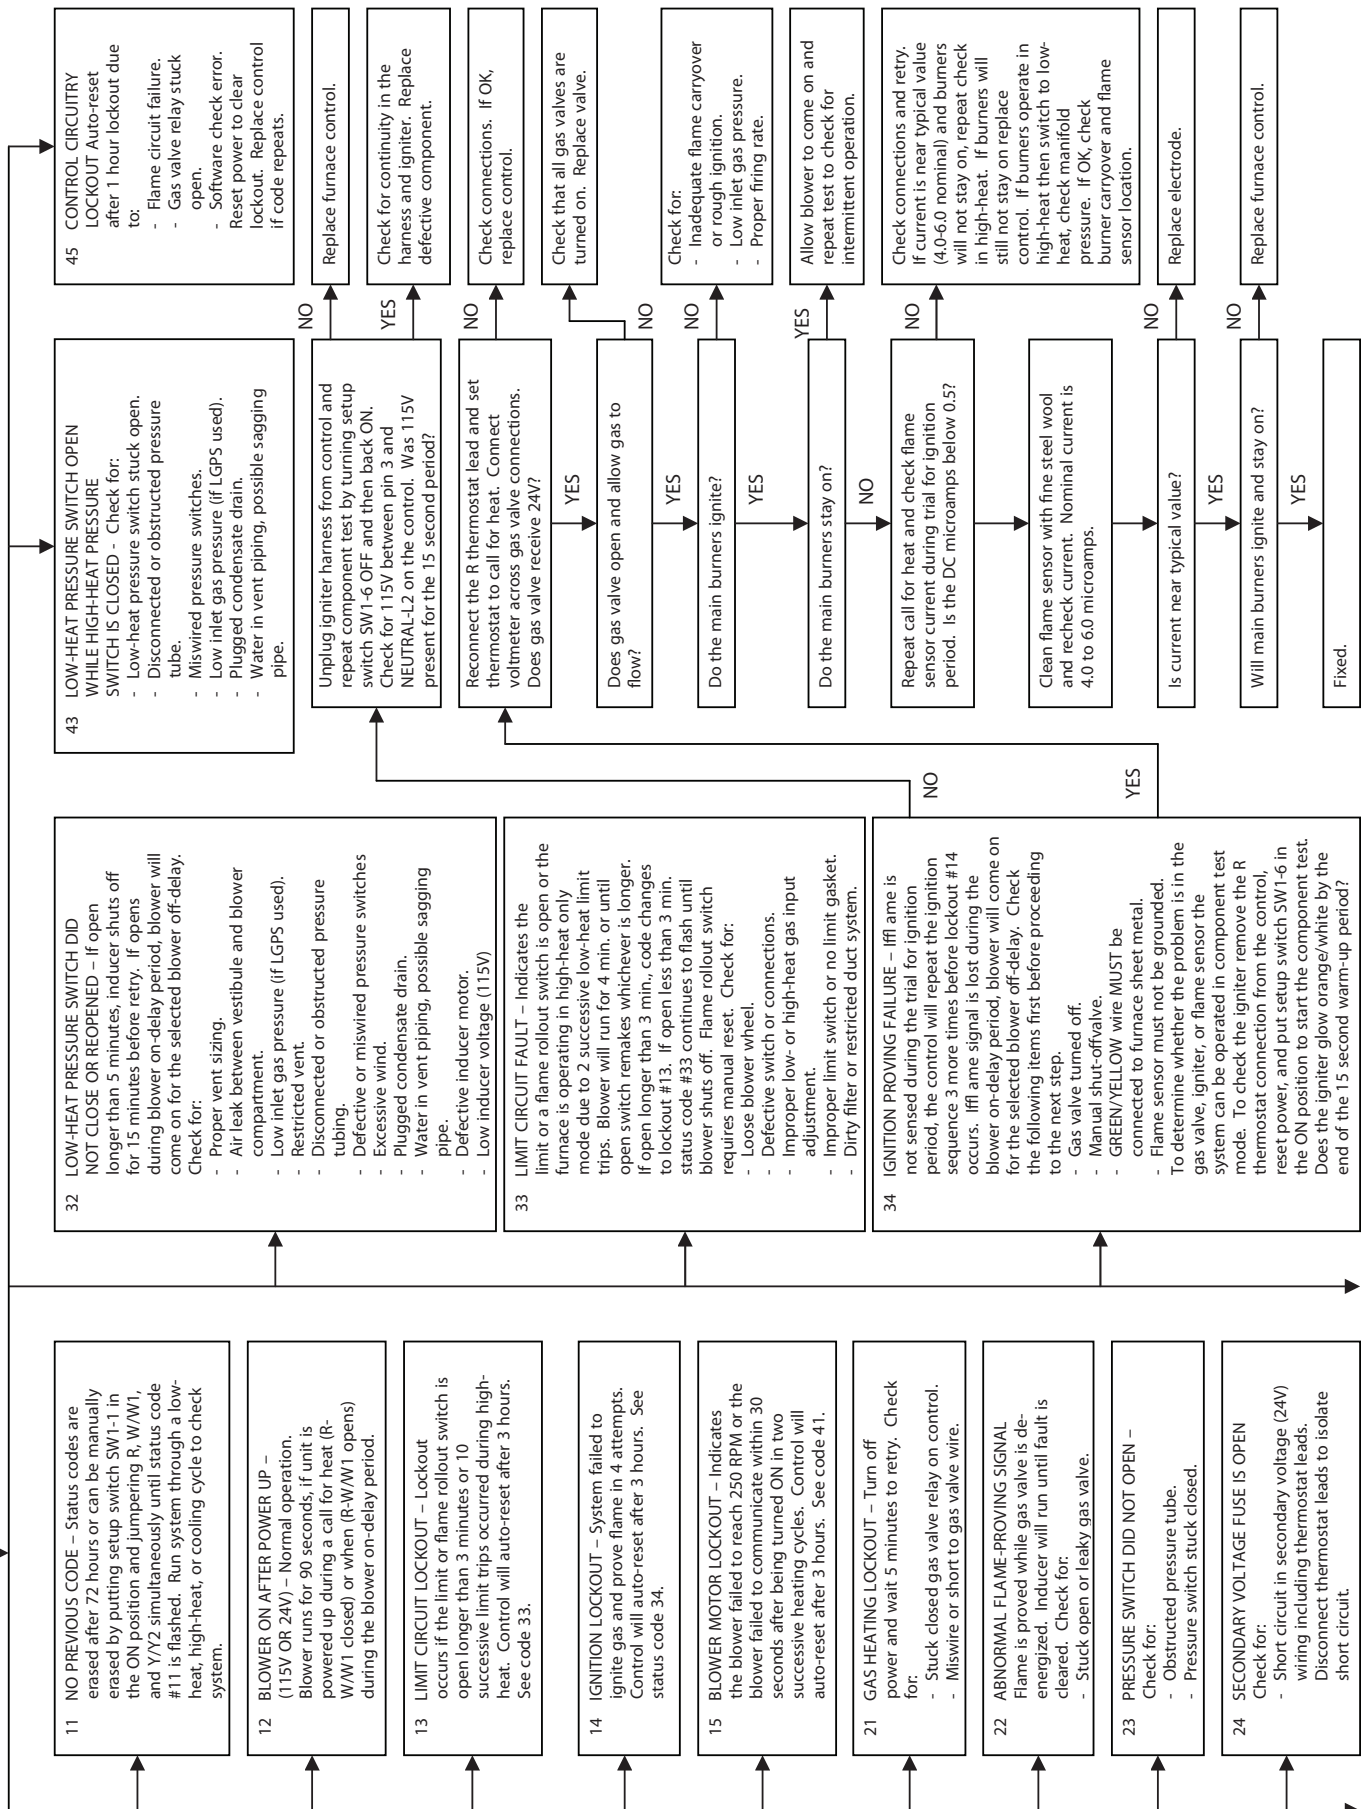 11 NO PREVIOUS CODE – Status codes are
erased after 72 hours or can be manually
erased by putting setup switch SW1-1 in
the ON position and jumpering R, W/W1,
and Y/Y2 simultaneously until status code
#11 is flashed. Run system through a low-
heat, high-heat, or cooling cycle to check
system.
12 BLOWER ON AFTER POWER UP –
(115V OR 24V) – Normal operation.
Blower runs for 90 seconds, if unit is
powered up during a call for heat (R-
W/W1 closed) or when (R-W/W1 opens)
during the blower on-delay period.
13 LIMIT CIRCUIT LOCKOUT – Lockout
occurs if the limit or flame rollout switch is
open longer than 3 minutes or 10
successive limit trips occurred during high-
heat. Control will auto-reset after 3 hours.
See code 33.
14 IGNITION LOCKOUT – System failed to
ignite gas and prove flame in 4 attempts.
Control will auto-reset after 3 hours. See
status code 34.
15 BLOWER MOTOR LOCKOUT – Indicates
the blower failed to reach 250 RPM or the
blower failed to communicate within 30
seconds after being turned ON in two
successive heating cycles. Control will
auto-reset after 3 hours. See code 41.
21 GAS HEATING LOCKOUT – Turn off
power and wait 5 minutes to retry. Check
for:
- Stuck closed gas valve relay on control.
- Miswire or short to gas valve wire.
22 ABNORMAL FLAME-PROVING SIGNAL
Flame is proved while gas valve is de-
energized. Inducer will run until fault is
cleared. Check for:
- Stuck open or leaky gas valve.
23 PRESSURE SWITCH DID NOT OPEN –
Check for:
- Obstructed pressure tube.
- Pressure switch stuck closed.
24 SECONDARY VOLTAGE FUSE IS OPEN
Check for:
- Short circuit in secondary voltage (24V)
wiring including thermostat leads.
Disconnect thermostat leads to isolate
short circuit.
32 LOW-HEAT PRESSURE SWITCH DID
NOT CLOSE OR REOPENED – If open
longer than 5 minutes, inducer shuts off
for 15 minutes before retry. If opens
during blower on-delay period, blower will
come on for the selected blower off-delay.
Check for:
- Proper vent sizing.
- Air leak between vestibule and blower
compartment.
- Low inlet gas pressure (if LGPS used).
- Restricted vent.
- Disconnected or obstructed pressure
tubing.
- Defective or miswired pressure switches
- Excessive wind.
- Plugged condensate drain.
- Water in vent piping, possible sagging
pipe.
- Defective inducer motor.
- Low inducer voltage (115V)
33 LIMIT CIRCUIT FAULT – Indicates the
limit or a flame rollout switch is open or the
furnace is operating in high-heat only
mode due to 2 successive low-heat limit
trips. Blower will run for 4 min. or until
open switch remakes whichever is longer.
If open longer than 3 min., code changes
to lockout #13. If open less than 3 min.
status code #33 continues to flash until
blower shuts off. Flame rollout switch
requires manual reset. Check for:
- Loose blower wheel.
- Defective switch or connections.
- Improper low- or high-heat gas input
adjustment.
- Improper limit switch or no limit gasket.
- Dirty filter or restricted duct system.
34 IGNITION PROVING FAILURE – Iffl ame is
not sensed during the trial for ignition
period, the control will repeat the ignition
sequence 3 more times before lockout #14
occurs. Iffl ame signal is lost during the
blower on-delay period, blower will come on
for the selected blower off-delay. Check
the following items first before proceeding
to the next step.
- Gas valve turned off.
- Manual shut-offvalve.
- GREEN/YELLOW wire MUST be
connected to furnace sheet metal.
- Flame sensor must not be grounded.
To determine whether the problem is in the
gas valve, igniter, or flame sensor the
system can be operated in component test
mode. To check the igniter remove the R
thermostat connection from the control,
reset power, and put setup switch SW1-6 in
the ON position to start the component test.
Does the igniter glow orange/white by the
end of the 15 second warm-up period?
NO
YES
43 LOW-HEAT PRESSURE SWITCH OPEN
WHILE HIGH-HEAT PRESSURE
SWITCH IS CLOSED - Check for:
- Low-heat pressure switch stuck open.
- Disconnected or obstructed pressure
tube.
- Miswired pressure switches.
- Low inlet gas pressure (if LGPS used).
- Plugged condensate drain.
- Water in vent piping, possible sagging
pipe.
Unplug igniter harness from control and
repeat component test by turning setup
switch SW1-6 OFF and then back ON.
Check for 115V between pin 3 and
NEUTRAL-L2 on the control. Was 115V
present for the 15 second period?
NO
YES
Reconnect the R thermostat lead and set
thermostat to call for heat. Connect
voltmeter across gas valve connections.
Does gas valve receive 24V?
NO
YES
Does gas valve open and allow gas to
flow?
NO
YES
Do the main burners ignite?
NO
YES
Do the main burners stay on?
YES
NO
Repeat call for heat and check flame
sensor current during trial for ignition
period. Is the DC microamps below 0.5?
NO
Clean flame sensor with fine steel wool
and recheck current. Nominal current is
4.0 to 6.0 microamps.
Is current near typical value?
NO
YES
Will main burners ignite and stay on?
NO
YES
Fixed.
45 CONTROL CIRCUITRY
LOCKOUT Auto-reset
after 1 hour lockout due
to:
- Flame circuit failure.
- Gas valve relay stuck
open.
- Software check error.
Reset power to clear
lockout. Replace control
if code repeats.
Replace furnace control.
Check for continuity in the
harness and igniter. Replace
defective component.
Check connections. If OK,
replace control.
Check that all gas valves are
turned on. Replace valve.
Check for:
- Inadequate flame carryover
or rough ignition.
- Low inlet gas pressure.
- Proper firing rate.
Allow blower to come on and
repeat test to check for
intermittent operation.
Check connections and retry.
If current is near typical value
(4.0-6.0 nominal) and burners
will not stay on, repeat check
in high-heat. If burners will
still not stay on replace
control. If burners operate in
high-heat then switch to low-
heat, check manifold
pressure. If OK, check
burner carryover and flame
sensor location.
Replace electrode.
Replace furnace control.